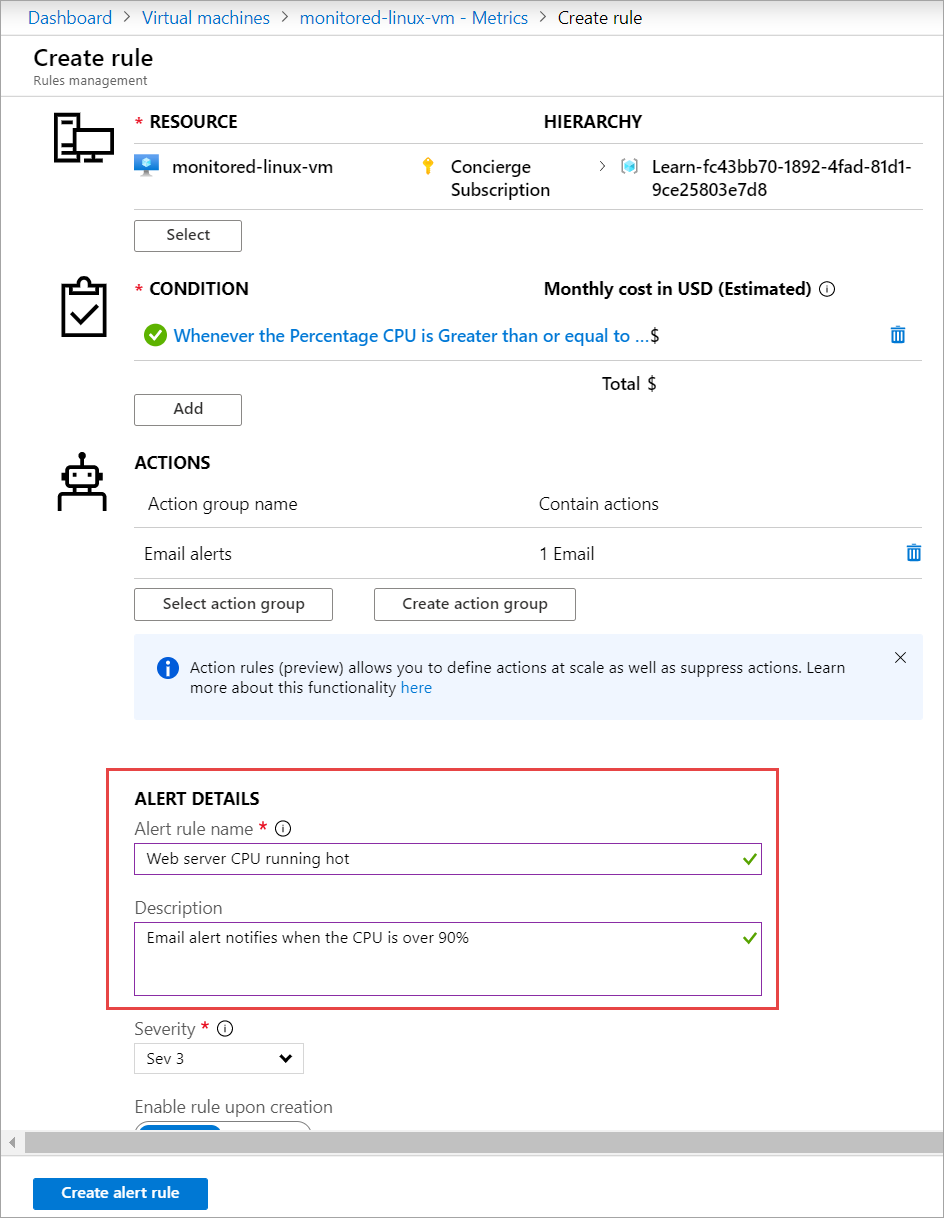 Dashboard > Virtual machines > monitored-linux-vm - Metrics > Create rule
Create rule
Rules management
* RESOURCE HIERARCHY
monitored-linux-vm Concierge Subscription > Learn-fc43bb70-1892-4fad-81d1-9ce25803e7d8
Select
* CONDITION Monthly cost in USD (Estimated)
Whenever the Percentage CPU is Greater than or equal to ... $
Total $
Add
ACTIONS
Action group name Contain actions
Email alerts 1 Email
Select action group Create action group
Action rules (preview) allows you to define actions at scale as well as suppress actions. Learn
more about this functionality here
ALERT DETAILS
Alert rule name *
Web server CPU running hot
Description
Email alert notifies when the CPU is over 90%
Severity *
Sev 3
Enable rule upon creation
Create alert rule